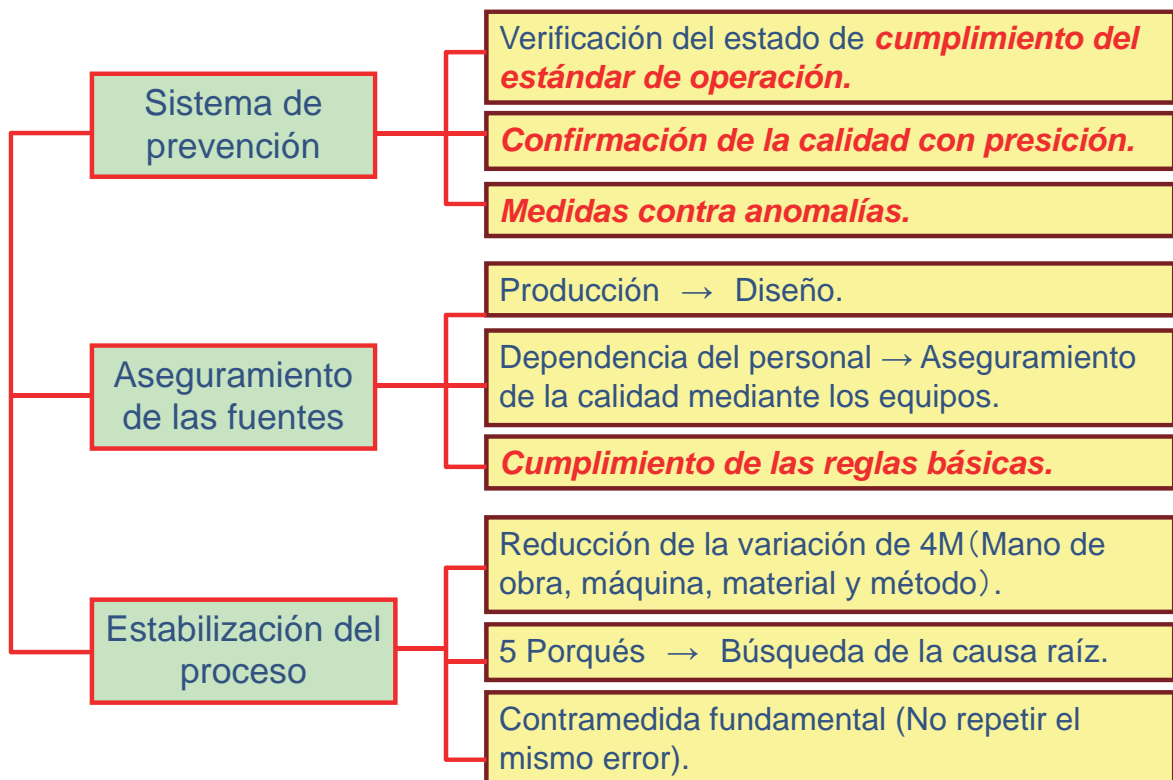 Sistema de
prevención
Verificación del estado de cumplimiento del
estándar de operación.
Confirmación de la calidad con presición.
Medidas contra anomalías.
Aseguramiento
de las fuentes
Producción → Diseño.
Dependencia del personal → Aseguramiento
de la calidad mediante los equipos.
Cumplimiento de las reglas básicas.
Estabilización del
proceso
Reducción de la variación de 4M（Mano de
obra, máquina, material y método）.
5 Porqués → Búsqueda de la causa raíz.
Contramedida fundamental (No repetir el
mismo error).